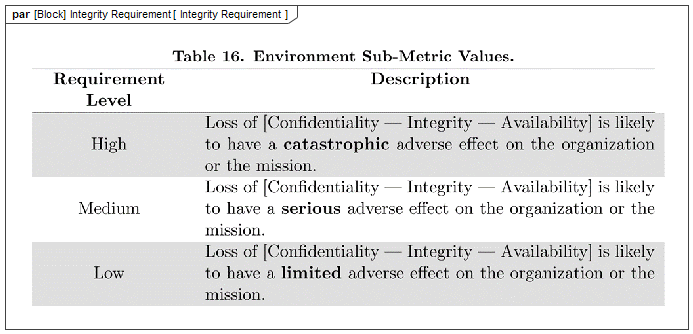 par [Block] Integrity Requirement[ Integrity Requirement ]
Table 16. Environment Sub-Metric Values.
Requirement Level
Description
High
Loss of [Confidentiality — Integrity — Availability] is likely
to have a catastrophic adverse effect on the organization
or the mission.
Medium
Loss of [Confidentiality — Integrity — Availability] is likely
to have a serious adverse effect on the organization or the
mission.
Low
Loss of [Confidentiality — Integrity — Availability] is likely
to have a limited adverse effect on the organization or the
mission.